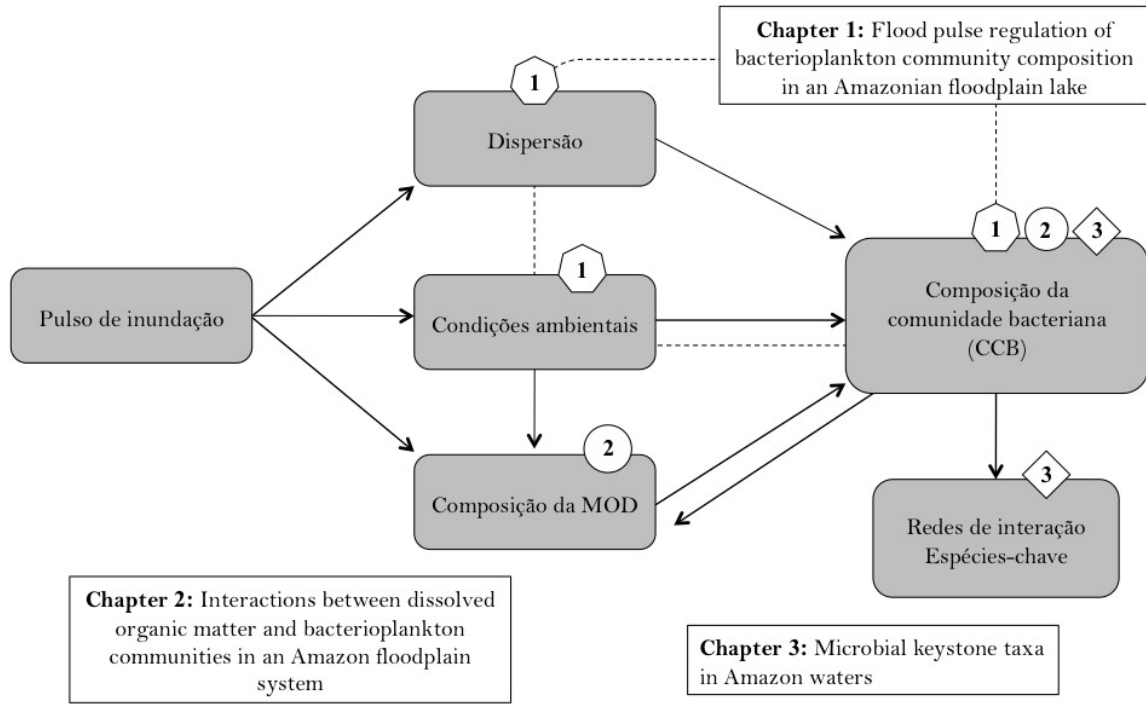 Chapter 1: Flood pulse regulation of
bacterioplankton community composition
in an Amazonian floodplain lake
1
Dispersão
1
2
3
1
Pulso de inundação
Condições ambientais
Composição da
comunidade bacteriana
(CCB)
2
Composição da MOD
3
Redes de interação
Espécies-chave
Chapter 2: Interactions between dissolved
organic matter and bacterioplankton
communities in an Amazon floodplain
system
Chapter 3: Microbial keystone taxa
in Amazon waters